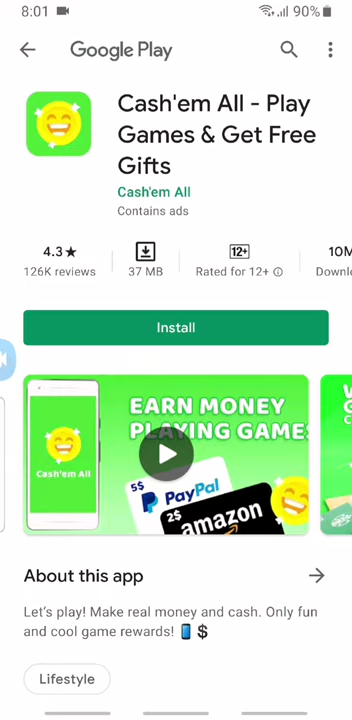 8:01
90%
Google Play
Cash'em All - Play
Games & Get Free
Gifts
Cash'em All
Contains ads
4.3★
126K reviews
37 MB
12+
Rated for 12+
10M
Downl
Install
EARN MONEY
PLAYING GAME
Cash'em All
5$
PayPal
2$
amazon
About this app
Let's play! Make real money and cash. Only fun
and cool game rewards! 📱💲
Lifestyle